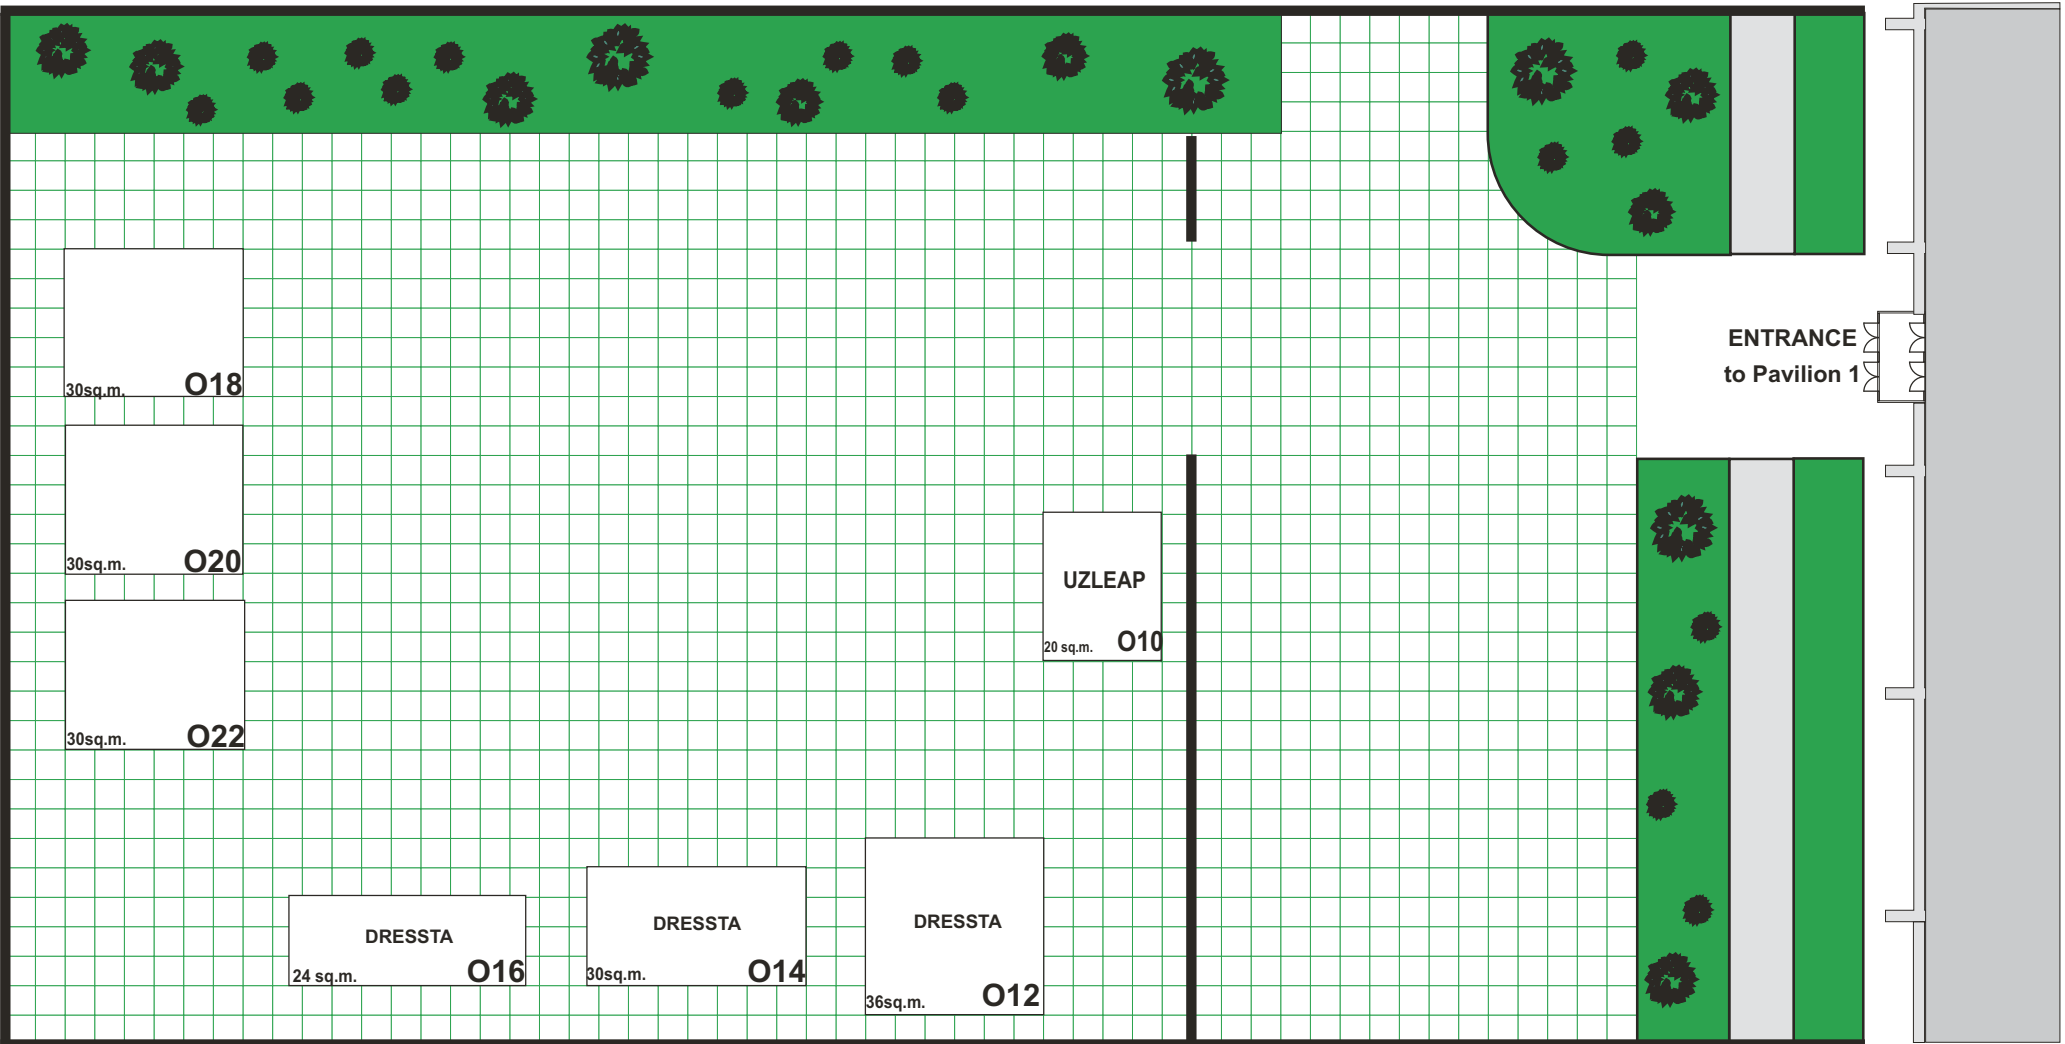 ENTRANCE
to Pavilion 1
30sq.m. O18
30sq.m. O20
UZLEAP
20 sq.m. O10
30sq.m. O22
DRESSTA
24 sq.m. O16
DRESSTA
30sq.m. O14
DRESSTA
36sq.m. O12